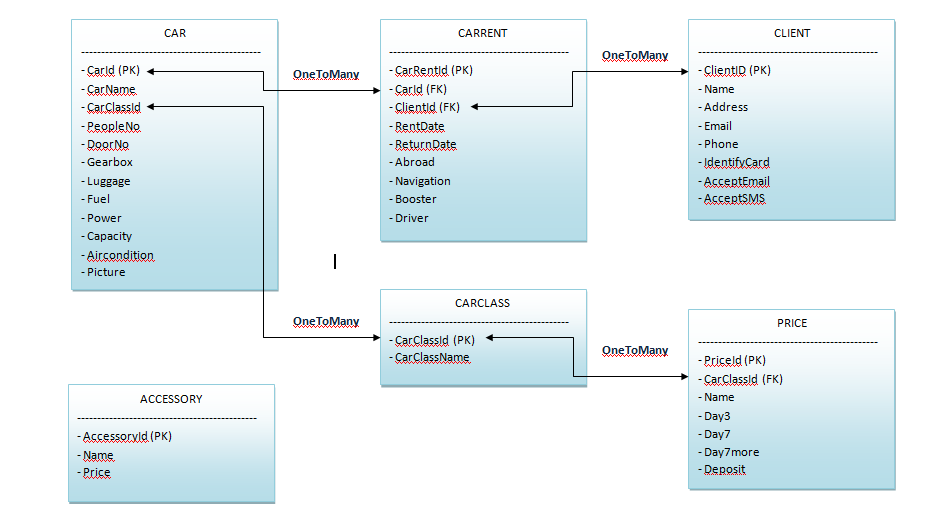 CAR
--------------------------------------------
- CarId (PK)
- CarName
- CarClassId
- PeopleNo
- DoorNo
- Gearbox
- Luggage
- Fuel
- Power
- Capacity
- Aircondition
- Picture
OneToMany
CARRENT
--------------------------------------------
- CarRentId (PK)
- CarId (FK)
- ClientId (FK)
- RentDate
- ReturnDate
- Abroad
- Navigation
- Booster
- Driver
OneToMany
CLIENT
--------------------------------------------
- ClientID (PK)
- Name
- Address
- Email
- Phone
- IdentifyCard
- AcceptEmail
- AcceptSMS
OneToMany
CARCLASS
--------------------------------------------
- CarClassId (PK)
- CarClassName
OneToMany
PRICE
--------------------------------------------
- PriceId (PK)
- CarClassId (FK)
- Name
- Day3
- Day7
- Day7more
- Deposit
ACCESSORY
--------------------------------------------
- AccessoryId (PK)
- Name
- Price